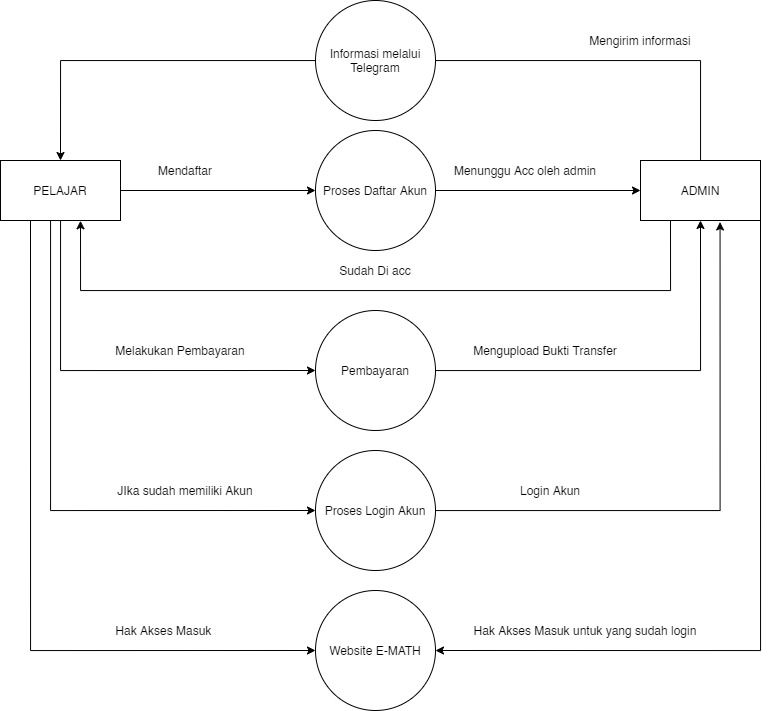 Mengirim informasi
Informasi melalui
Telegram
Mendaftar
Menunggu Acc oleh admin
PELAJAR
Proses Daftar Akun
ADMIN
Sudah Di acc
Melakukan Pembayaran
Mengupload Bukti Transfer
Pembayaran
JIka sudah memiliki Akun
Login Akun
Proses Login Akun
Hak Akses Masuk
Hak Akses Masuk untuk yang sudah login
Website E-MATH